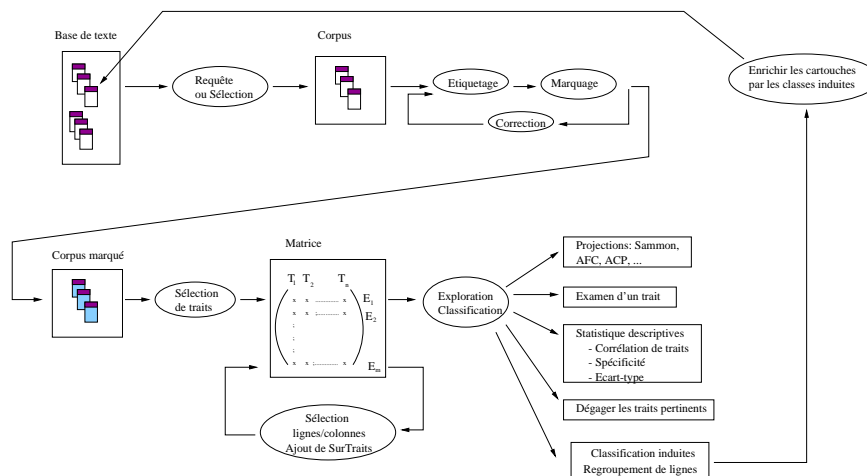 Base de texte
Corpus
Requête
ou Sélection
Etiquetage
Marquage
Correction
Enrichir les cartouches
par les classes induites
Corpus marqué
Sélection
de traits
Matrice
T1 T2 Tn
x x ............ x E1
x x ;........... x E2
;
:
:
x x ;........... x Em
Sélection
lignes/colonnes
Ajout de SurTraits
Exploration
Classification
Projections: Sammon,
AFC, ACP, ...
Examen d'un trait
Statistique descriptives
- Corrélation de traits
- Spécificité
- Ecart-type
Dégager les traits pertinents
Classification induites
Regroupement de lignes